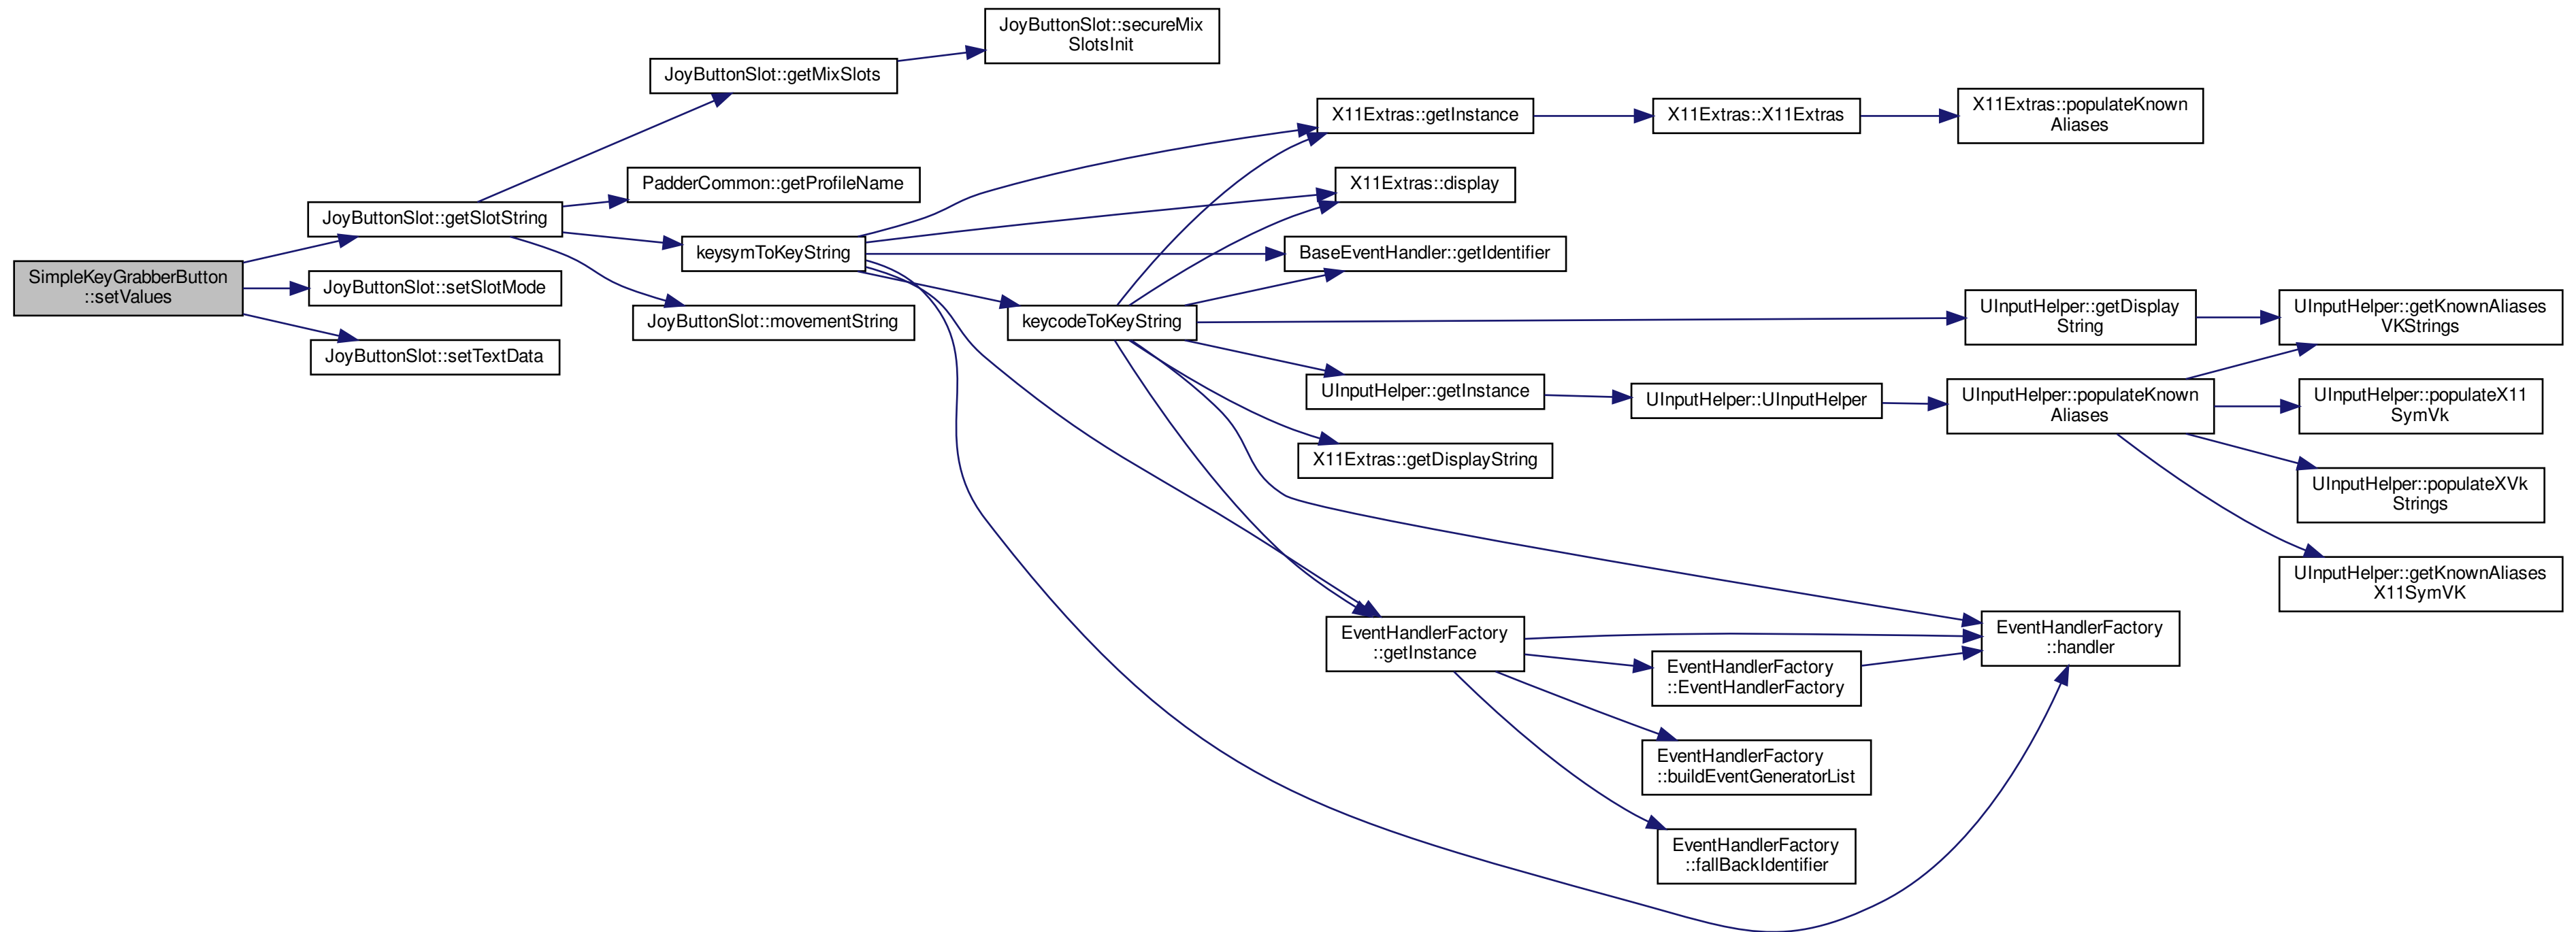 SimpleKeyGrabberButton
::setValues
JoyButtonSlot::getSlotString
JoyButtonSlot::setSlotMode
JoyButtonSlot::setTextData
JoyButtonSlot::getMixSlots
PadderCommon::getProfileName
keysymToKeyString
JoyButtonSlot::movementString
JoyButtonSlot::secureMix
SlotsInit
keycodeToKeyString
X11Extras::getInstance
X11Extras::display
BaseEventHandler::getIdentifier
UInputHelper::getInstance
X11Extras::getDisplayString
EventHandlerFactory
::getInstance
X11Extras::X11Extras
UInputHelper::UInputHelper
EventHandlerFactory
::EventHandlerFactory
EventHandlerFactory
::buildEventGeneratorList
EventHandlerFactory
::fallBackIdentifier
X11Extras::populateKnown
Aliases
UInputHelper::getDisplay
String
UInputHelper::populateKnown
Aliases
EventHandlerFactory
::handler
UInputHelper::getKnownAliases
VKStrings
UInputHelper::populateX11
SymVk
UInputHelper::populateXVk
Strings
UInputHelper::getKnownAliases
X11SymVK